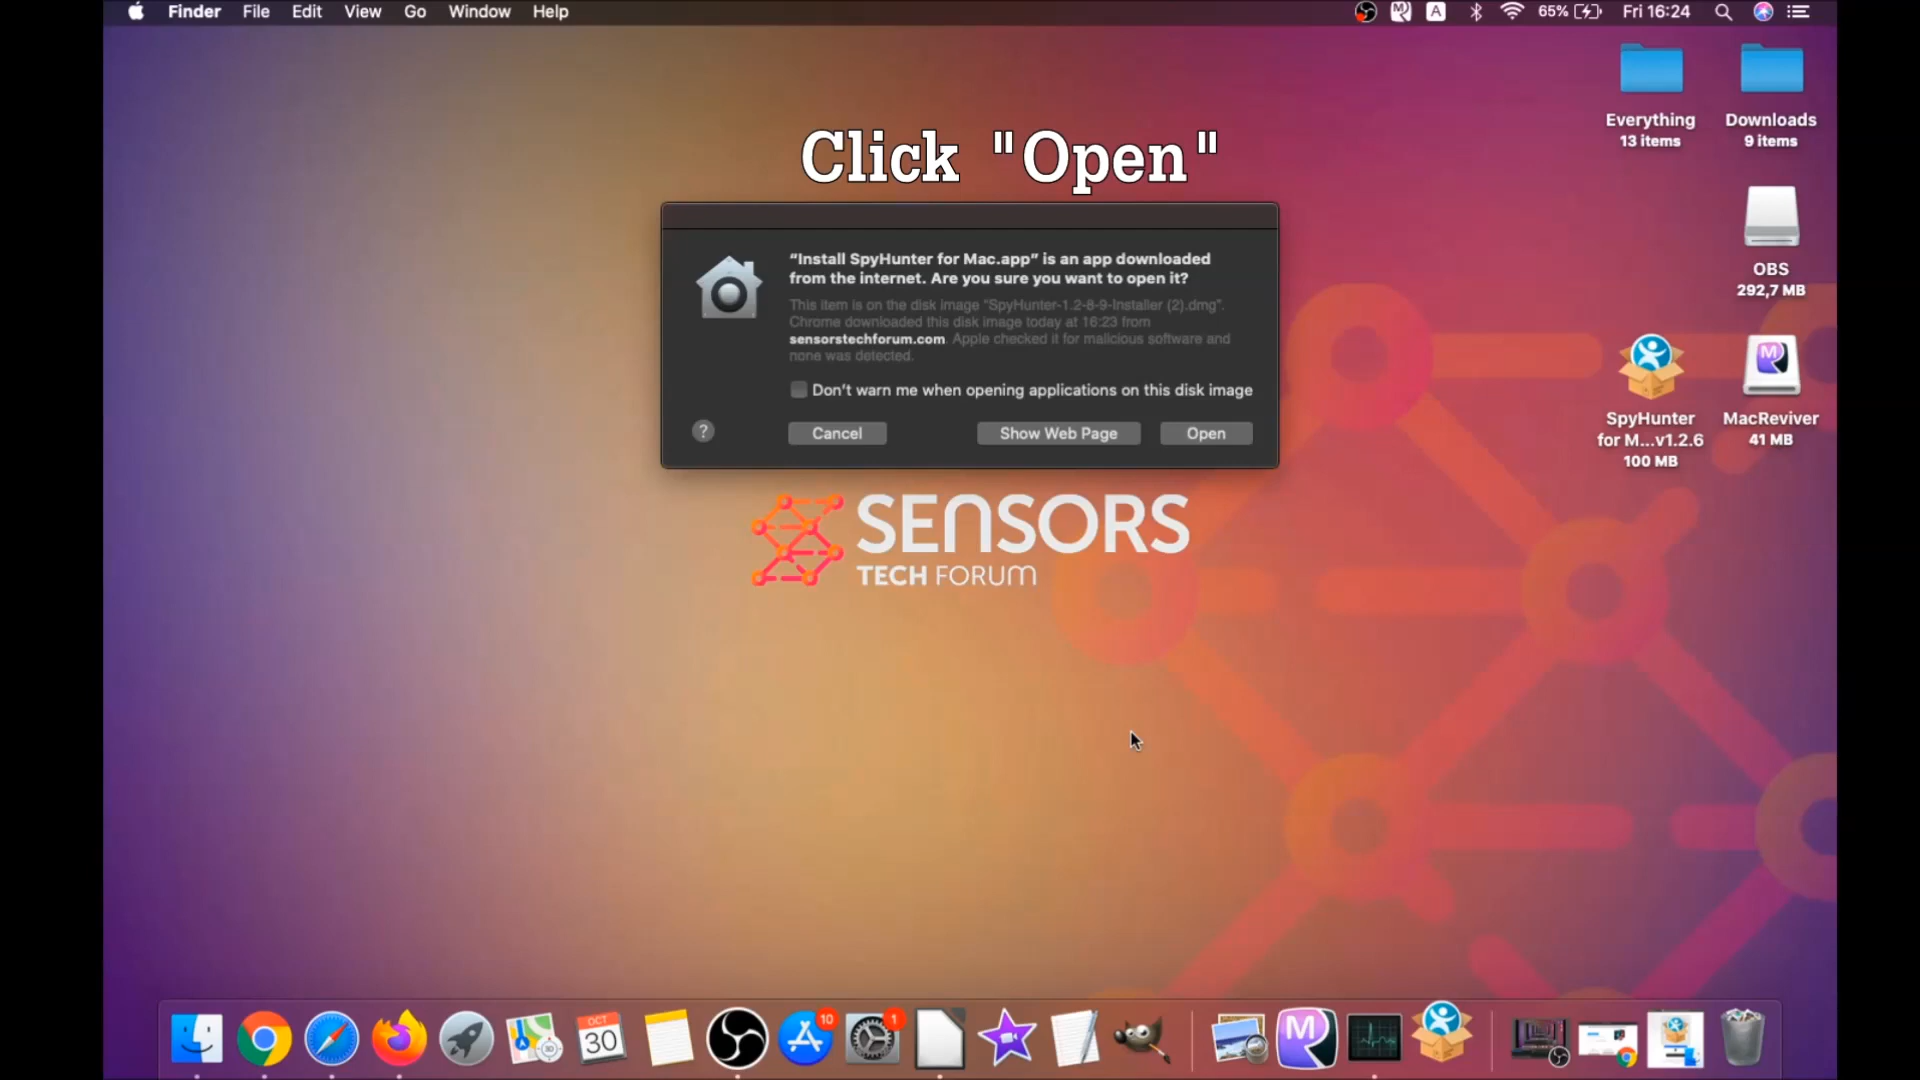 Finder File Edit View Go Window Help
A 65% Fri 16:24
Everything
13 items
Downloads
9 items
Click "Open"
OBS
292,7 MB
“Install SpyHunter for Mac.app” is an app downloaded
from the internet. Are you sure you want to open it?
This item is on the disk image “SpyHunter-1.2-8-9-Installer (2).dmg”.
Chrome downloaded this disk image today at 16:23 from
sensorstechforum.com. Apple checked it for malicious software and
none was detected.
Don’t warn me when opening applications on this disk image
? Cancel Show Web Page Open
SpyHunter
for M...v1.2.6
100 MB
MacReviver
41 MB
SENSORS
TECH FORUM
OCT
30
10
1
M